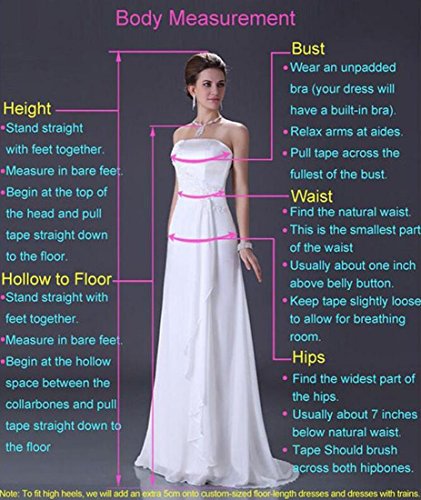 Body Measurement
Height
•Stand straight
with feet together.
•Measure in bare feet.
•Begin at the top of
the head and pull
tape straight down
to the floor.
Hollow to Floor
•Stand straight with
feet together.
•Measure in bare feet.
•Begin at the hollow
space between the
collarbones and pull
tape straight down to
the floor
Bust
•Wear an unpadded
bra (your dress will
have a built-in bra).
•Relax arms at aides.
•Pull tape across the
fullest of the bust.
Waist
•Find the natural waist.
•This is the smallest part
of the waist
•Usually about one inch
above belly button.
•Keep tape slightly loose
to allow for breathing
room.
Hips
•Find the widest part of
the hips.
•Usually about 7 inches
below natural waist.
•Tape Should brush
across both hipbones.
Note: To fit high heels, we will add an extra 5cm onto custom-sized floor-length dresses and dresses with trains.